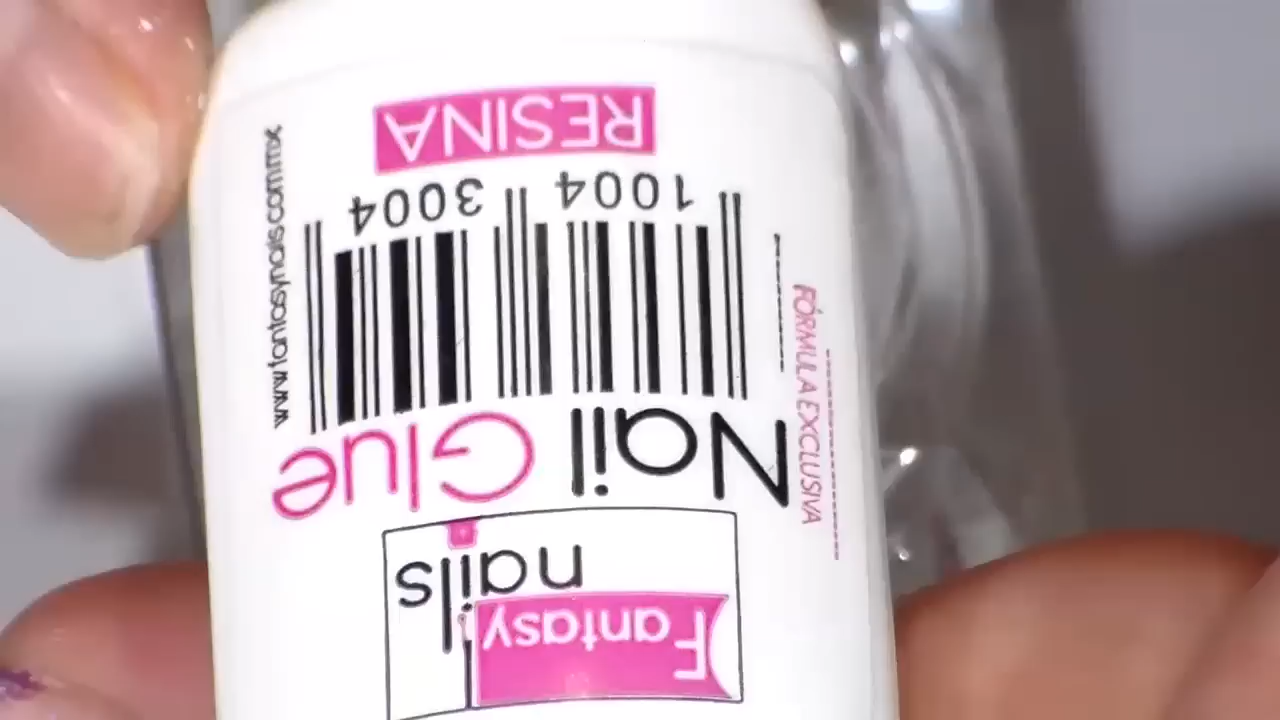 Fantasy
nails
Nail Glue
1004 3004
RESINA
FÓRMULA EXCLUSIVA
www.fantasynails.com.mx